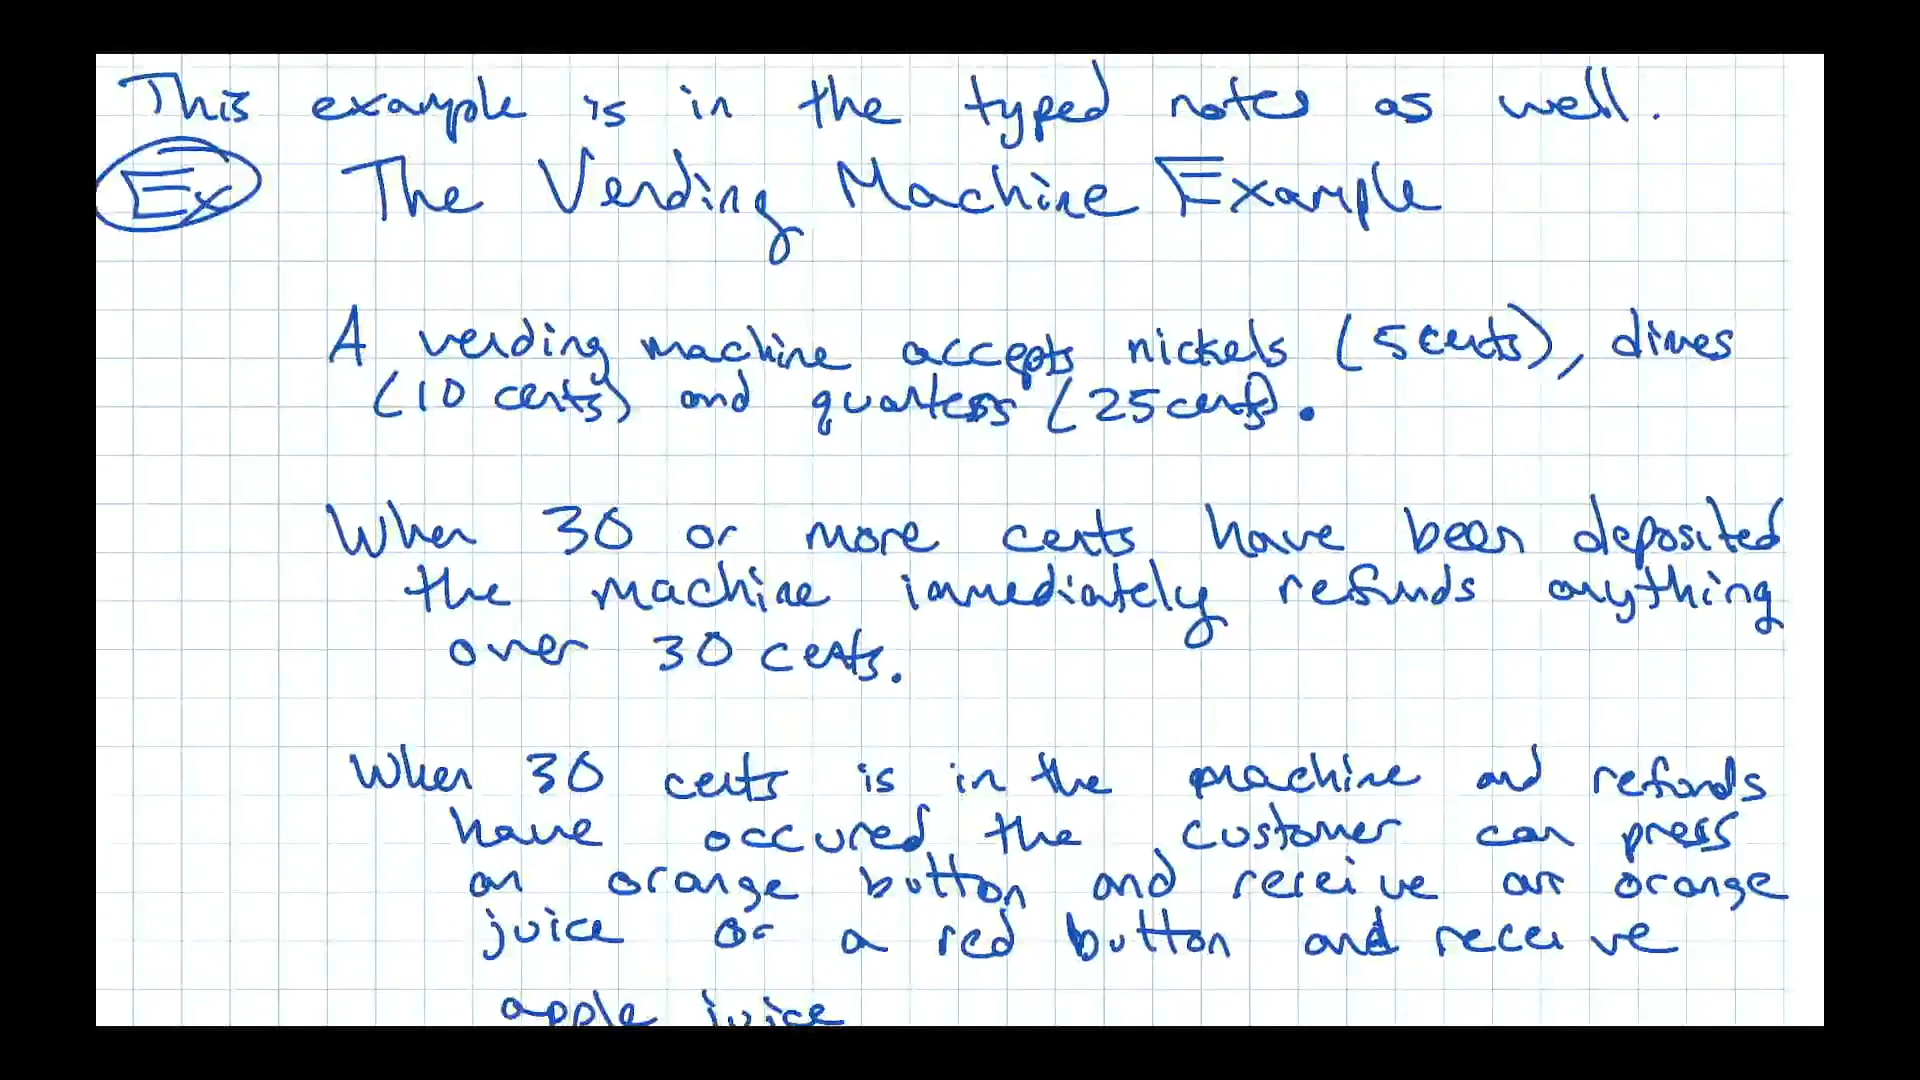 This example is in the typed notes as well.
Ex The Vending Machine Example
A vending machine accepts nickels (5 cents), dimes
(10 cents) and quarters (25 cents).
When 30 or more cents have been deposited
the machine immediately refunds anything
over 30 cents.
When 30 cents is in the machine and refunds
have occured the customer can press
an orange button and receive an orange
juice or a red button and receive
apple juice